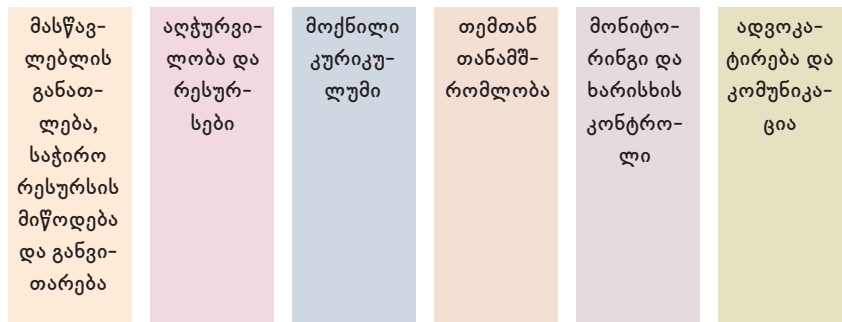 მასწავ-
ლებლის
განათ-
ლება,
საჭირო
რესურსის
მიწოდება
და განვი-
თარება
აღჭურვი-
ლობა და
რესურ-
სები
მოქნილი
კურიკუ-
ლუმი
თემთან
თანამშ-
რომლობა
მონიტო-
რინგი და
ხარისხის
კონტრო-
ლი
ადვოკა-
ტირება და
კომუნიკა-
ცია